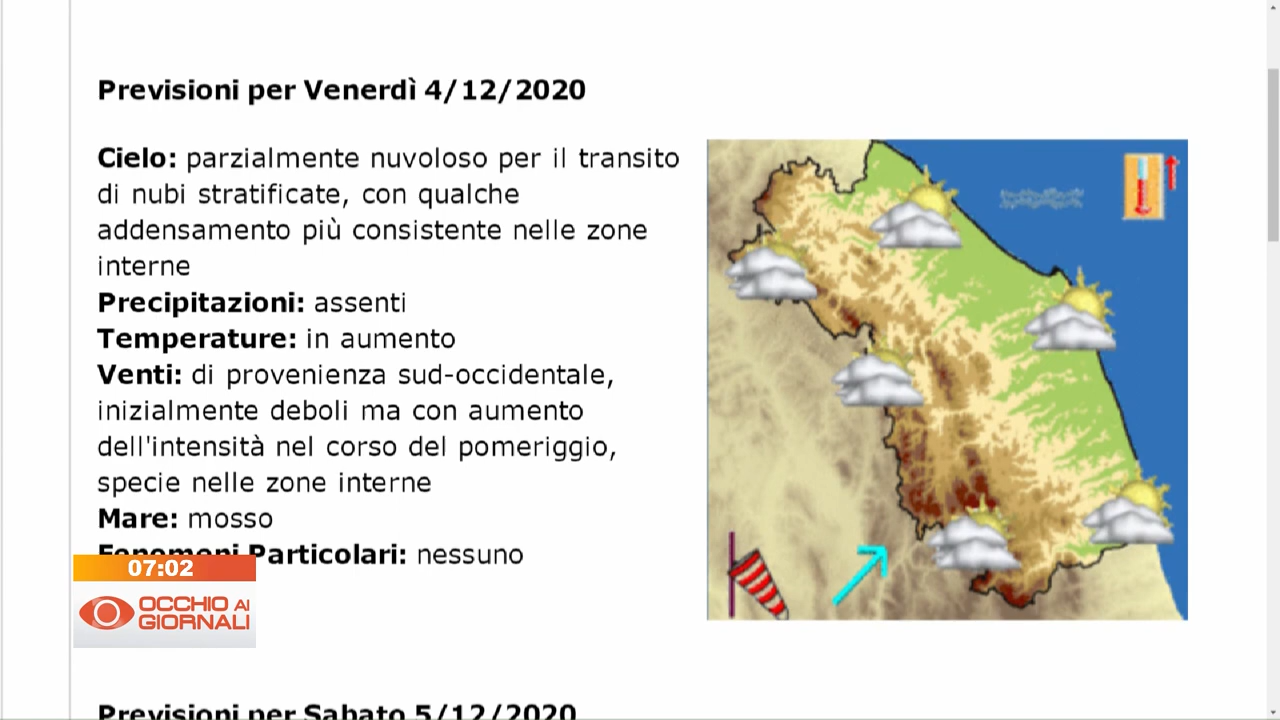 Previsioni per Venerdì 4/12/2020
Cielo: parzialmente nuvoloso per il transito
di nubi stratificate, con qualche
addensamento più consistente nelle zone
interne
Precipitazioni: assenti
Temperature: in aumento
Venti: di provenienza sud-occidentale,
inizialmente deboli ma con aumento
dell'intensità nel corso del pomeriggio,
specie nelle zone interne
Mare: mosso
Fenomeni Particolari: nessuno
07:02
OCCHIO AI
GIORNALI
Previsioni per Sabato 5/12/2020